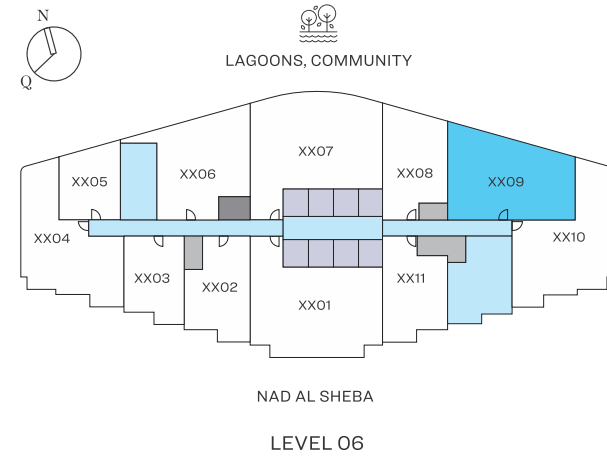 N
Q
LAGOONS, COMMUNITY
XX07
XX05
XX06
XX08
XX09
XX04
XX10
XX03
XX02
XX01
XX11
NAD AL SHEBA
LEVEL 06